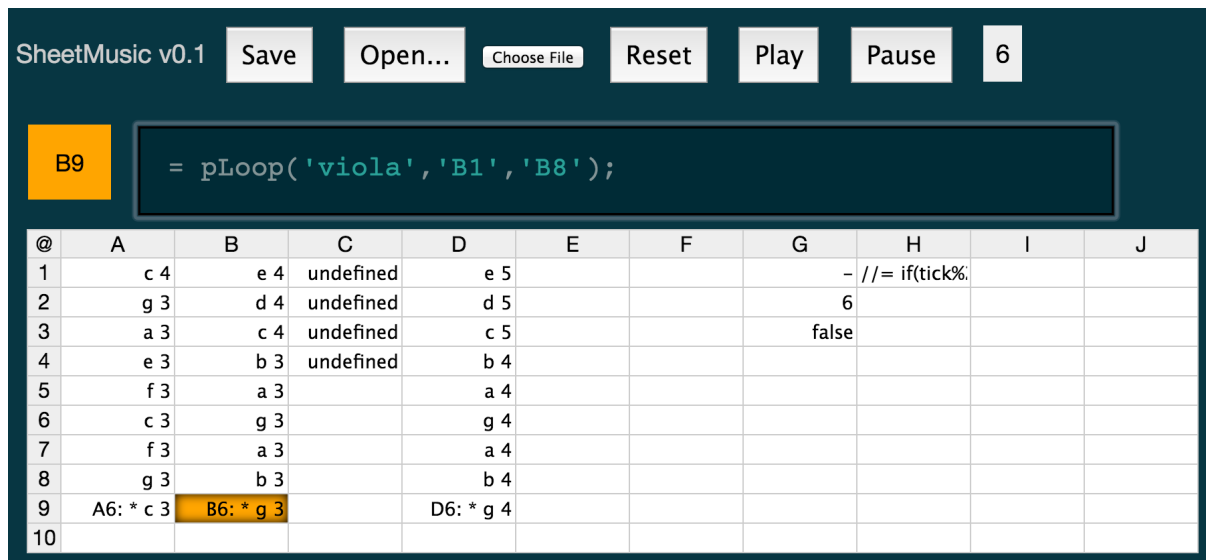 SheetMusic v0.1 Save Open... Choose File Reset Play Pause 6
B9 = pLoop('viola','B1','B8');
@ A B C D E F G H I J
1 c 4 e 4 undefined e 5 – //= if(tick%
2 g 3 d 4 undefined d 5 6
3 a 3 c 4 undefined c 5 false
4 e 3 b 3 undefined b 4
5 f 3 a 3 a 4
6 c 3 g 3 g 4
7 f 3 a 3 a 4
8 g 3 b 3 b 4
9 A6: * c 3 B6: * g 3 D6: * g 4
10